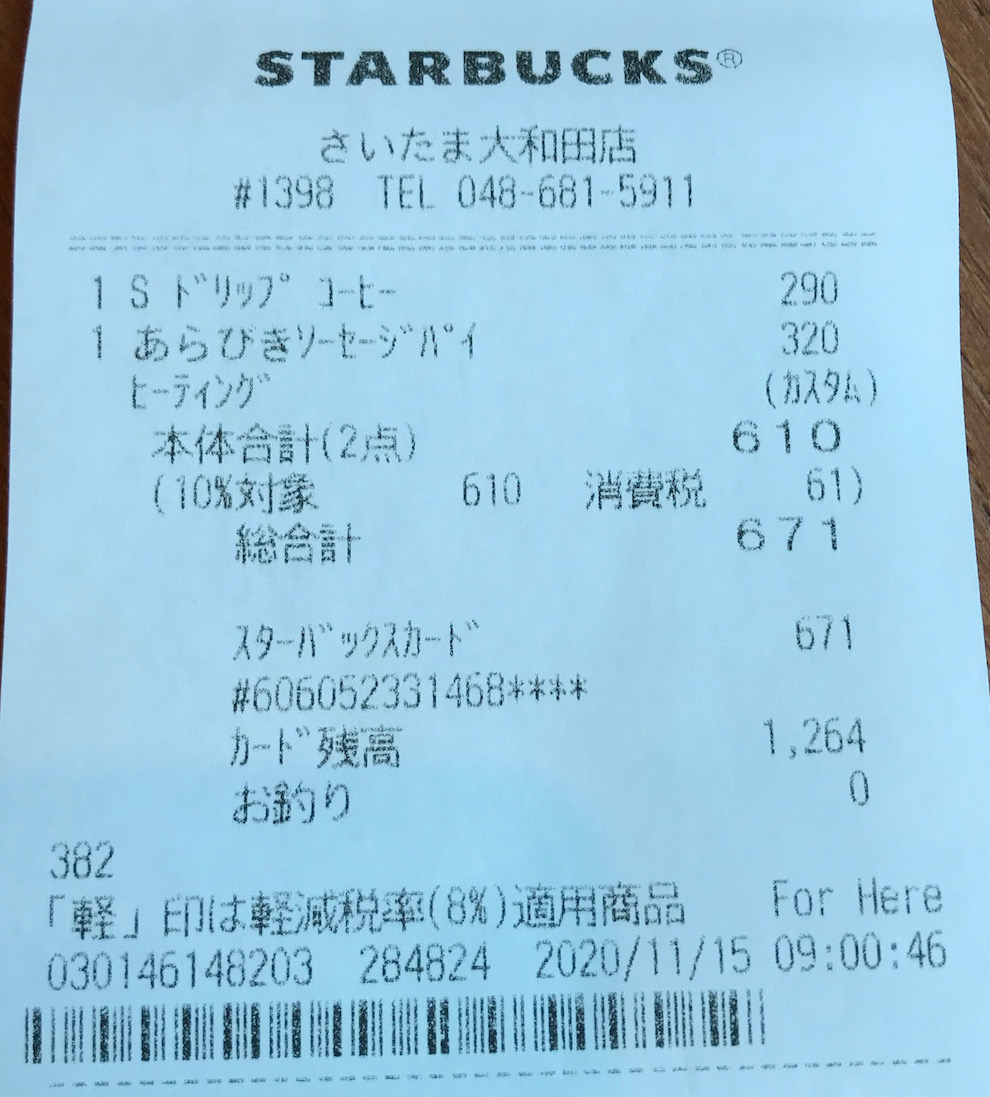 STARBUCKS®
さいたま大和田店
#1398 TEL 048-681-5911
1 S ﾄﾞﾘｯﾌﾟ ｺｰﾋｰ 290
1 あらびきｿｰｾｰｼﾞﾊﾟｲ 320
ﾋｰﾃｨﾝｸﾞ (ｶｽﾀﾑ)
本体合計(2点) 610
(10%対象 610 消費税 61)
総合計 671
ｽﾀｰﾊﾞｯｸｽｶｰﾄﾞ 671
#606052331468****
ｶｰﾄﾞ残高 1,264
お釣り 0
382
「軽」印は軽減税率(8%)適用商品 For Here
030146148203 284824 2020/11/15 09:00:46